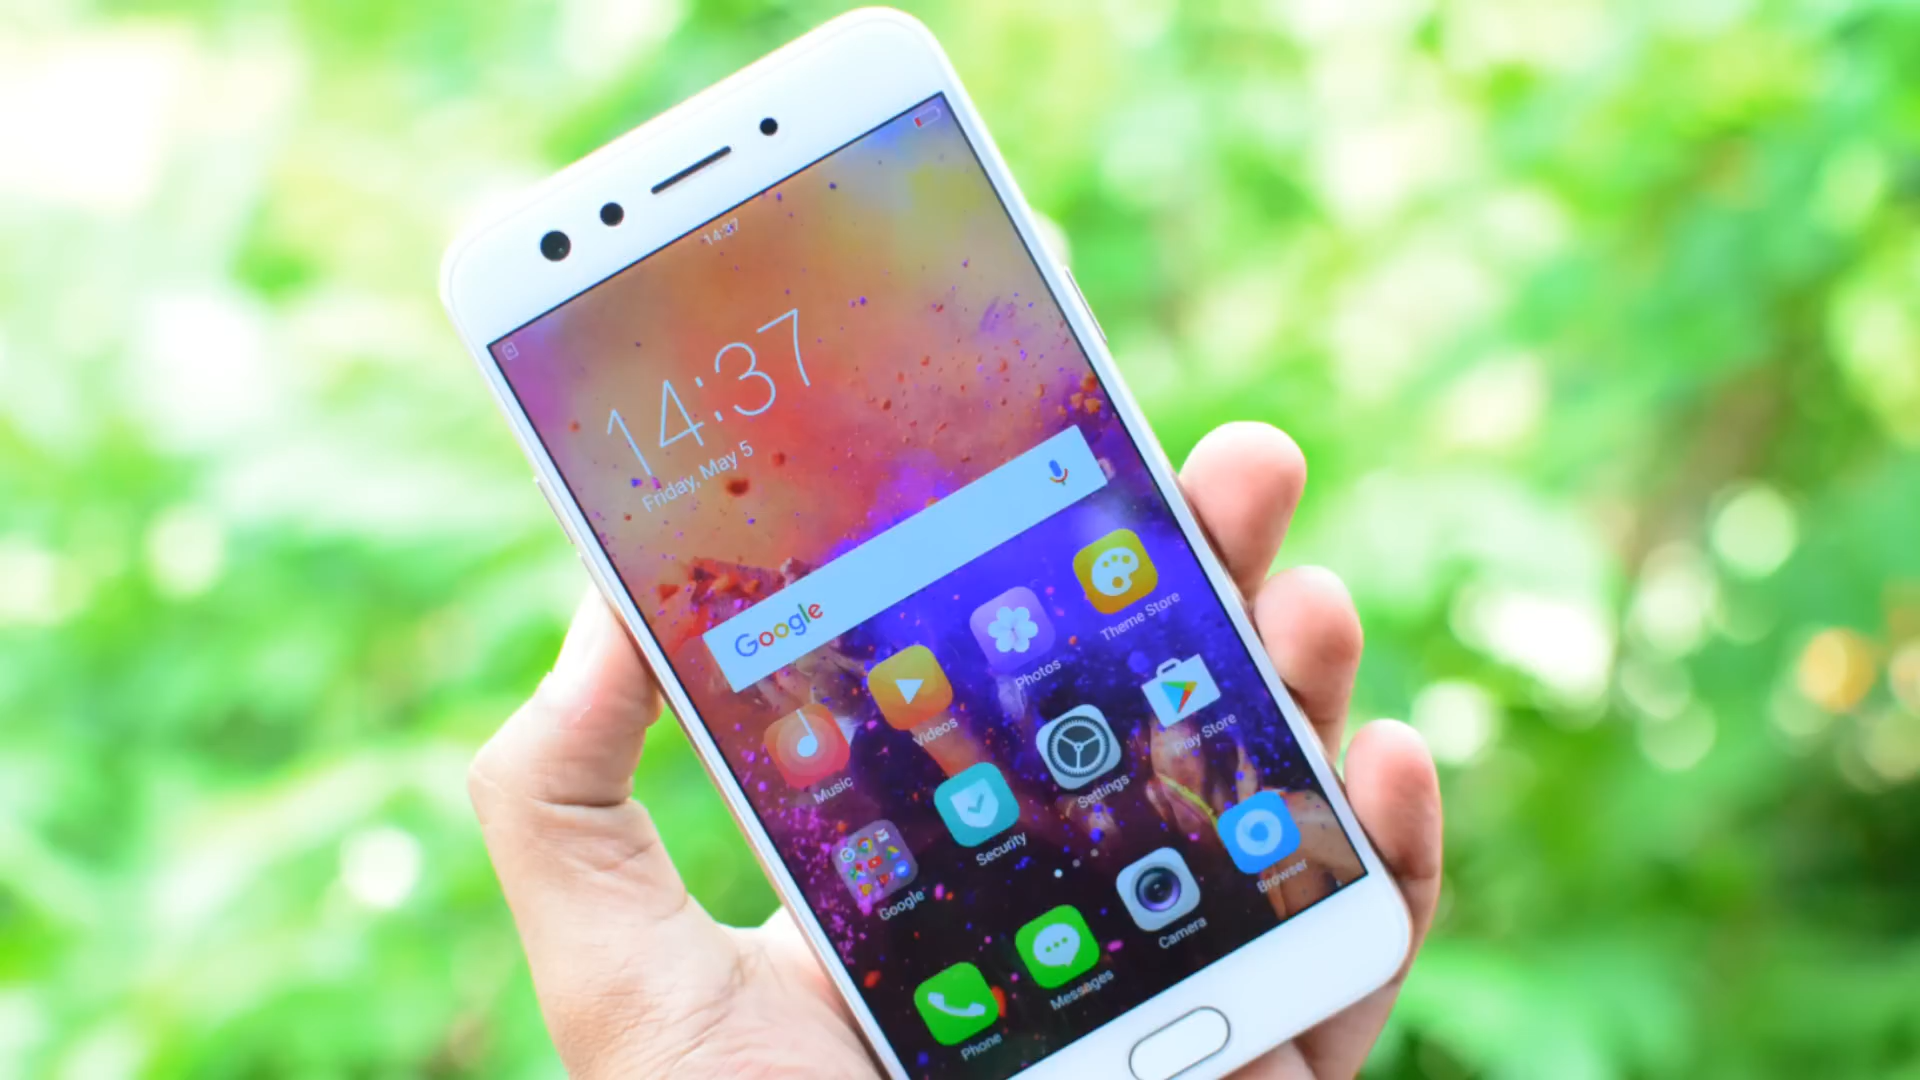 14:37
14:37
Friday, May 5
Google
Music
Videos
Photos
Theme Store
Google
Security
Settings
Play Store
Phone
Messages
Camera
Browser